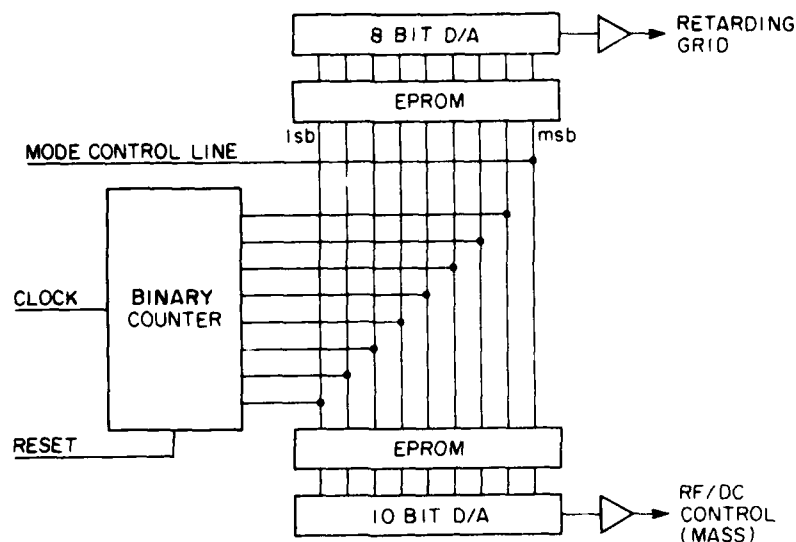 8 BIT D/A
RETARDING
GRID
EPROM
lsb
msb
MODE CONTROL LINE
CLOCK
BINARY
COUNTER
RESET
EPROM
10 BIT D/A
RF/DC
CONTROL
(MASS)